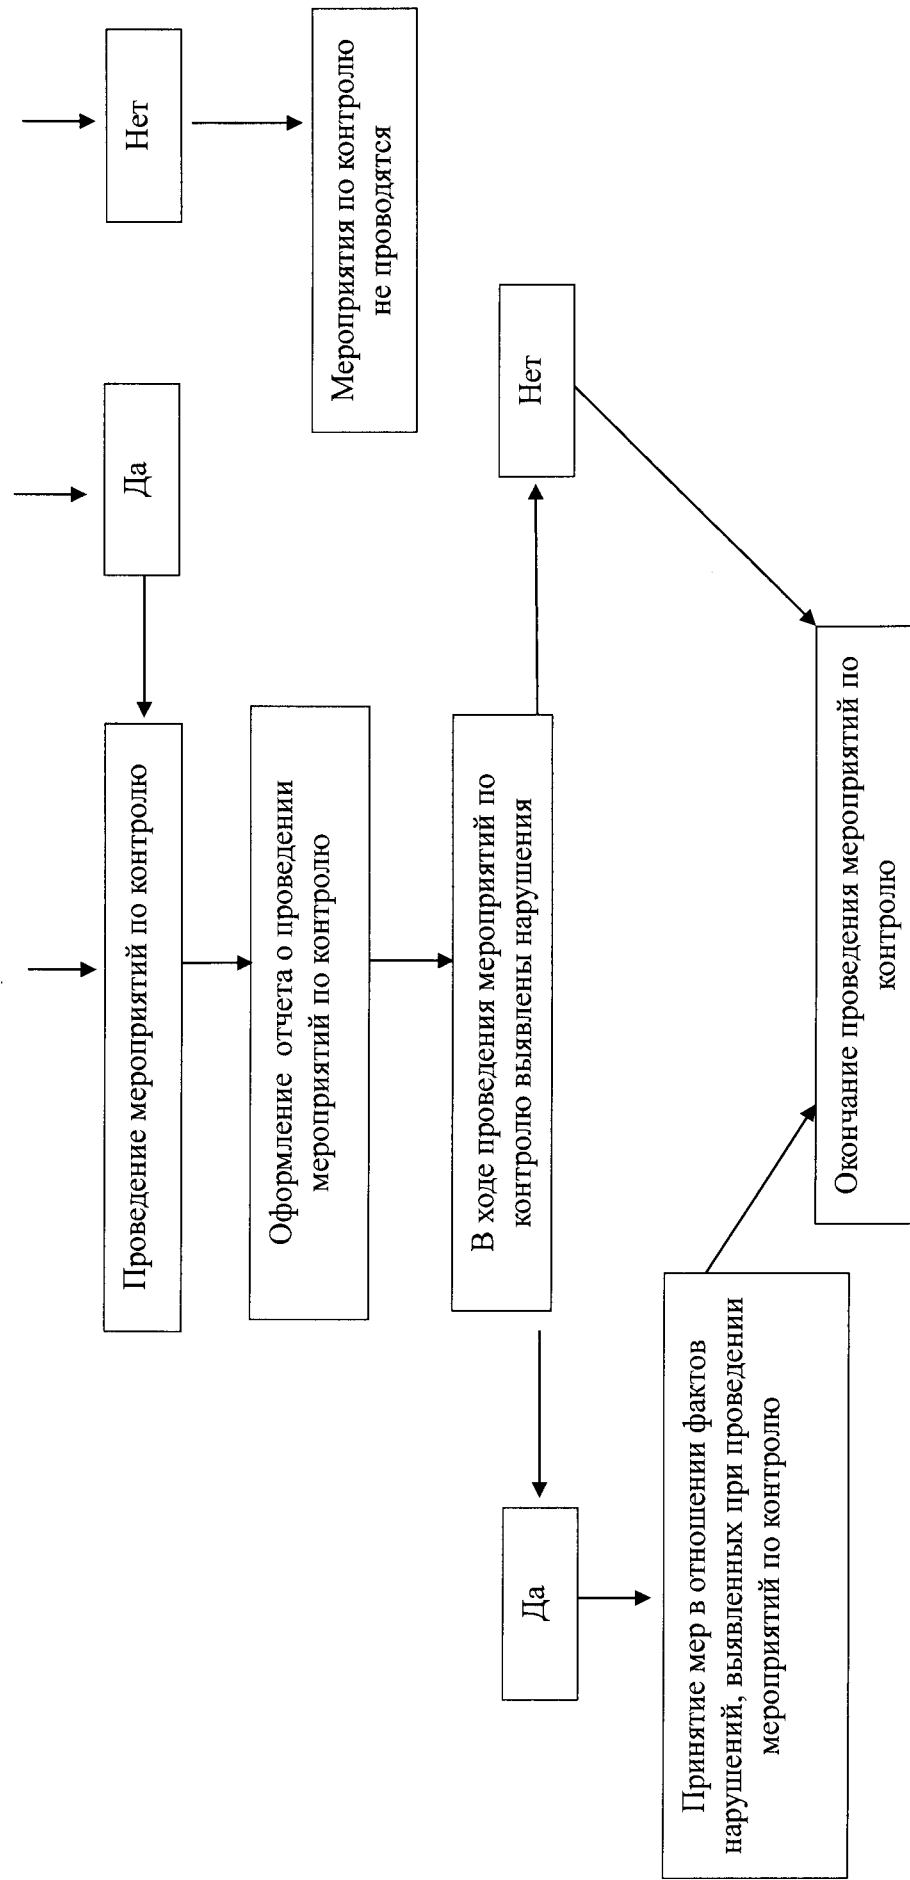 Проведение мероприятий по контролю
Да
Нет
Оформление отчета о проведении
мероприятий по контролю
Мероприятия по контролю
не проводятся
В ходе проведения мероприятий по
контролю выявлены нарушения
Да
Нет
Принятие мер в отношении фактов
нарушений, выявленных при проведении
мероприятий по контролю
Окончание проведения мероприятий по
контролю